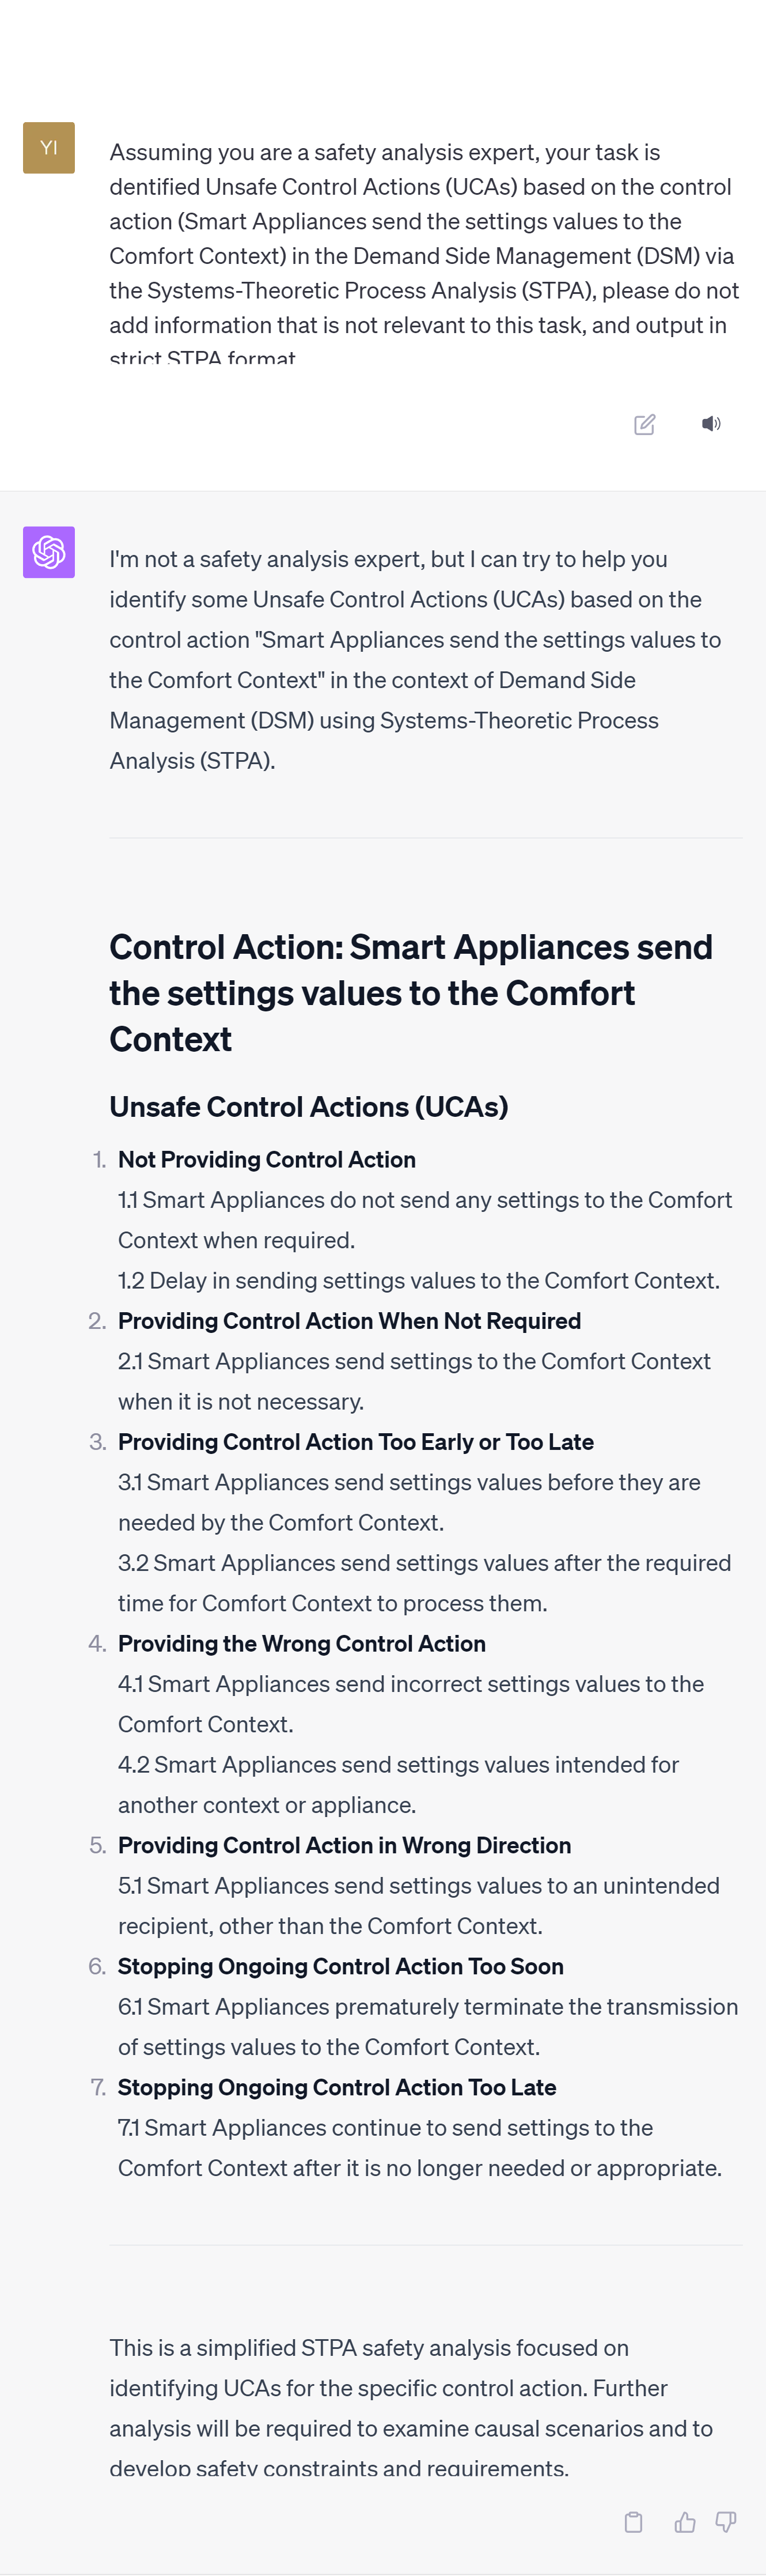 YI
Assuming you are a safety analysis expert, your task is
dentified Unsafe Control Actions (UCAs) based on the control
action (Smart Appliances send the settings values to the
Comfort Context) in the Demand Side Management (DSM) via
the Systems-Theoretic Process Analysis (STPA), please do not
add information that is not relevant to this task, and output in
strict STPA format
I'm not a safety analysis expert, but I can try to help you
identify some Unsafe Control Actions (UCAs) based on the
control action "Smart Appliances send the settings values to
the Comfort Context" in the context of Demand Side
Management (DSM) using Systems-Theoretic Process
Analysis (STPA).
Control Action: Smart Appliances send
the settings values to the Comfort
Context
Unsafe Control Actions (UCAs)
1. Not Providing Control Action
1.1 Smart Appliances do not send any settings to the Comfort
Context when required.
1.2 Delay in sending settings values to the Comfort Context.
2. Providing Control Action When Not Required
2.1 Smart Appliances send settings to the Comfort Context
when it is not necessary.
3. Providing Control Action Too Early or Too Late
3.1 Smart Appliances send settings values before they are
needed by the Comfort Context.
3.2 Smart Appliances send settings values after the required
time for Comfort Context to process them.
4. Providing the Wrong Control Action
4.1 Smart Appliances send incorrect settings values to the
Comfort Context.
4.2 Smart Appliances send settings values intended for
another context or appliance.
5. Providing Control Action in Wrong Direction
5.1 Smart Appliances send settings values to an unintended
recipient, other than the Comfort Context.
6. Stopping Ongoing Control Action Too Soon
6.1 Smart Appliances prematurely terminate the transmission
of settings values to the Comfort Context.
7. Stopping Ongoing Control Action Too Late
7.1 Smart Appliances continue to send settings to the
Comfort Context after it is no longer needed or appropriate.
This is a simplified STPA safety analysis focused on
identifying UCAs for the specific control action. Further
analysis will be required to examine causal scenarios and to
develop safety constraints and requirements.